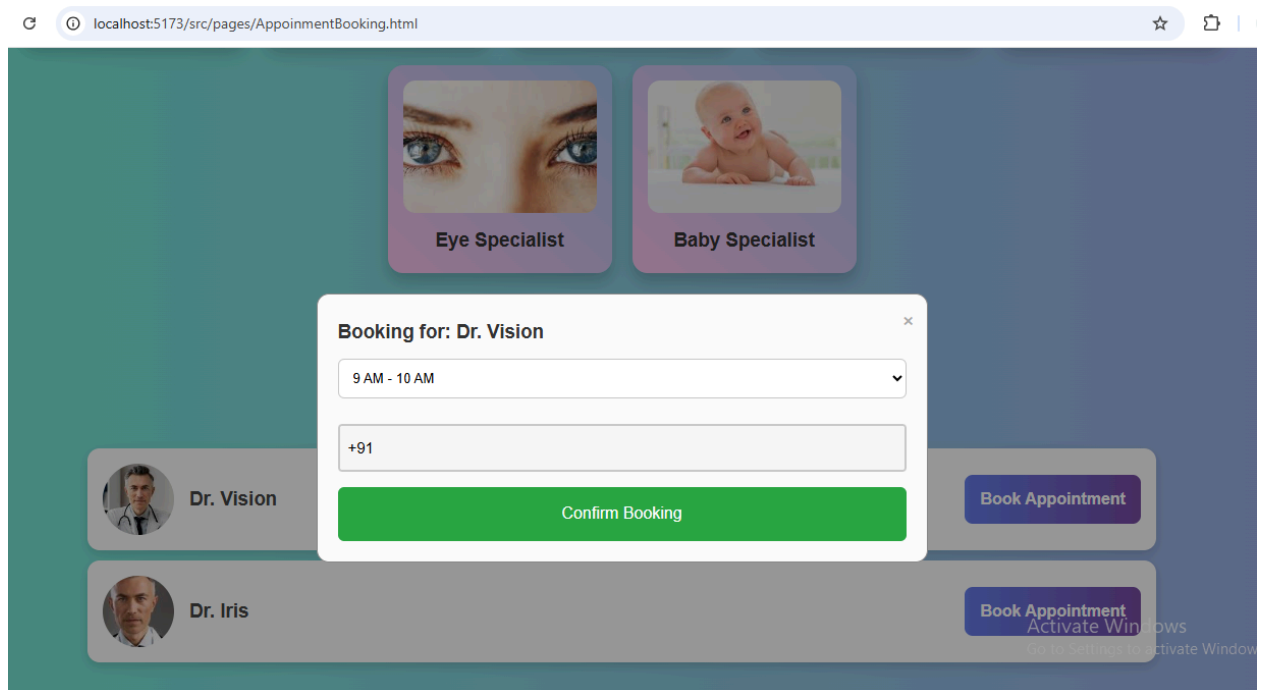 localhost:5173/src/pages/AppoinmentBooking.html
Eye Specialist
Baby Specialist
Booking for: Dr. Vision
×
9 AM - 10 AM
+91
Confirm Booking
Dr. Vision
Book Appointment
Dr. Iris
Book Appointment
Activate Windows
Go to Settings to activate Window